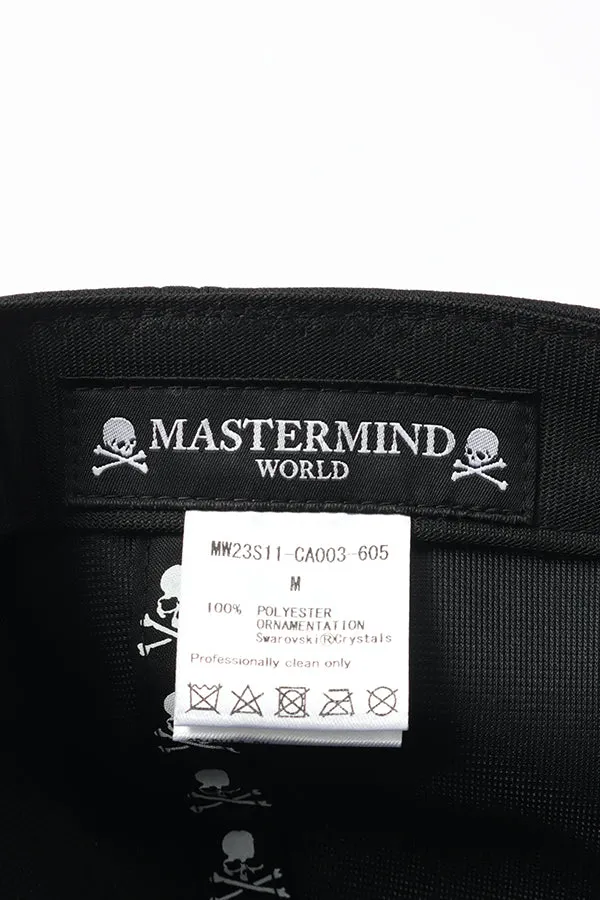 MASTERMIND
WORLD
MW23S11-CA003-605
M
100% POLYESTER
ORNAMENTATION
Swarovski®Crystals
Professionally clean only